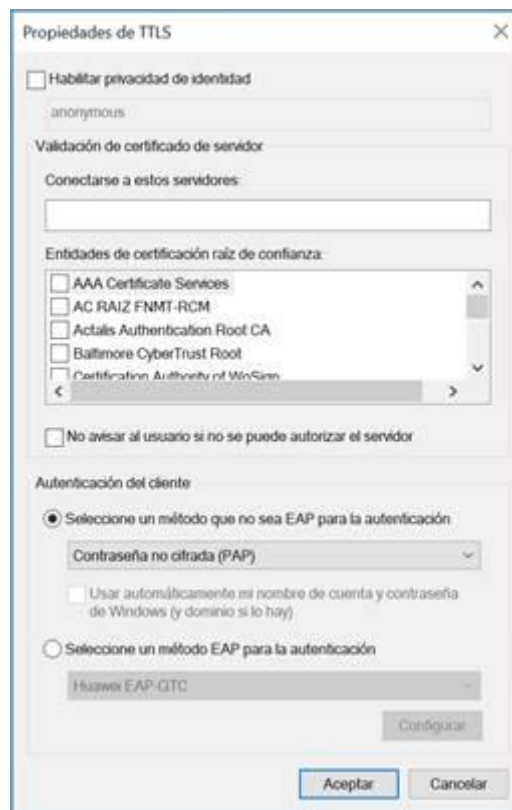 Propiedades de TTLS
Habilitar privacidad de identidad
anonymous
Validación de certificado de servidor
Conectarse a estos servidores:
Entidades de certificación raíz de confianza:
AAA Certificate Services
AC RAIZ FNMT-RCM
Actalis Authentication Root CA
Baltimore CyberTrust Root
Certification Authority of WoSign
No avisar al usuario si no se puede autorizar el servidor
Autenticación del cliente
Seleccione un método que no sea EAP para la autenticación
Contraseña no cifrada (PAP)
Usar automáticamente mi nombre de cuenta y contraseña
de Windows (y dominio si lo hay)
Seleccione un método EAP para la autenticación
Huawei EAP-GTC
Configurar
Aceptar
Cancelar